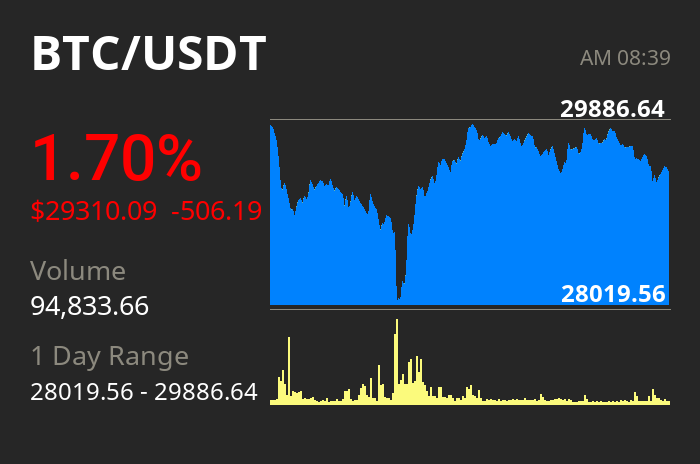 BTC/USDT
AM 08:39
29886.64
1.70%
$29310.09 -506.19
Volume
94,833.66
28019.56
1 Day Range
28019.56 - 29886.64